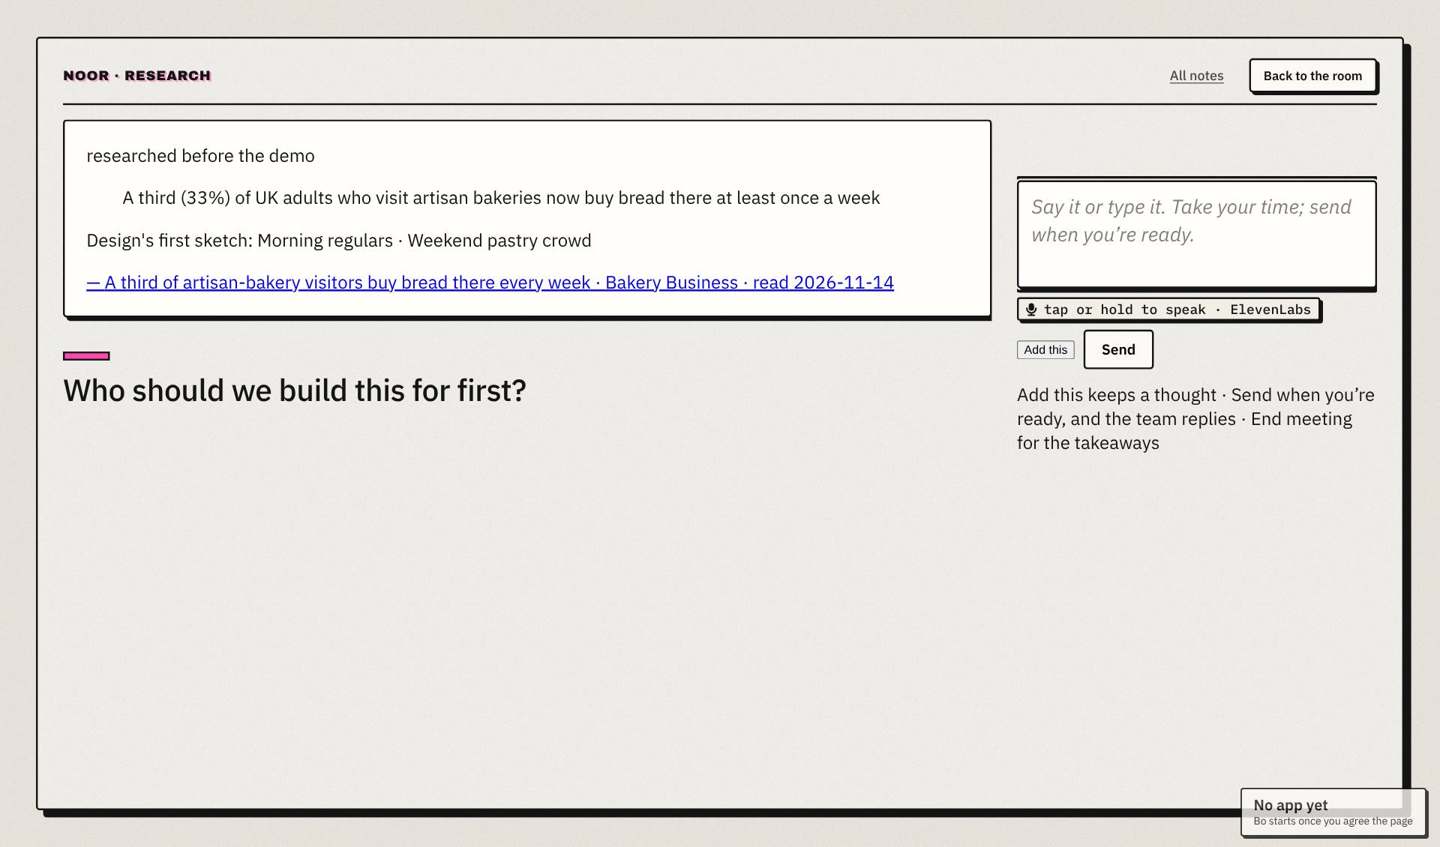 NOOR · RESEARCH
All notes
Back to the room
researched before the demo
A third (33%) of UK adults who visit artisan bakeries now buy bread there at least once a week
Design's first sketch: Morning regulars · Weekend pastry crowd
— A third of artisan-bakery visitors buy bread there every week · Bakery Business · read 2026-11-14
Who should we build this for first?
Say it or type it. Take your time; send
when you’re ready.
tap or hold to speak · ElevenLabs
Add this
Send
Add this keeps a thought · Send when you’re
ready, and the team replies · End meeting
for the takeaways
No app yet
Bo starts once you agree the page